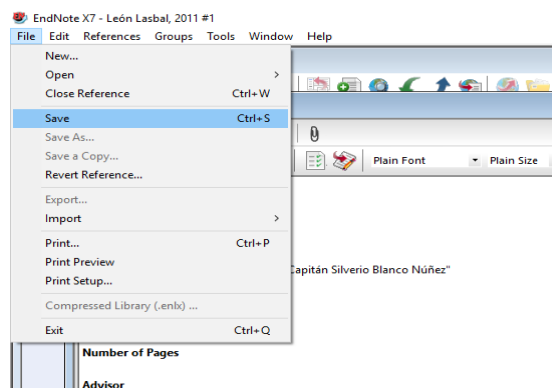 EndNote X7 - León Lasbal, 2011 #1
File Edit References Groups Tools Window Help
New...
Open >
Close Reference Ctrl+W
Save Ctrl+S
Save As...
Save a Copy...
Revert Reference...
Plain Font Plain Size
Export...
Import >
Print... Ctrl+P
Print Preview
Capitán Silverio Blanco Núñez"
Print Setup...
Compressed Library (.enlx) ...
Exit Ctrl+Q
Number of Pages
Advisor